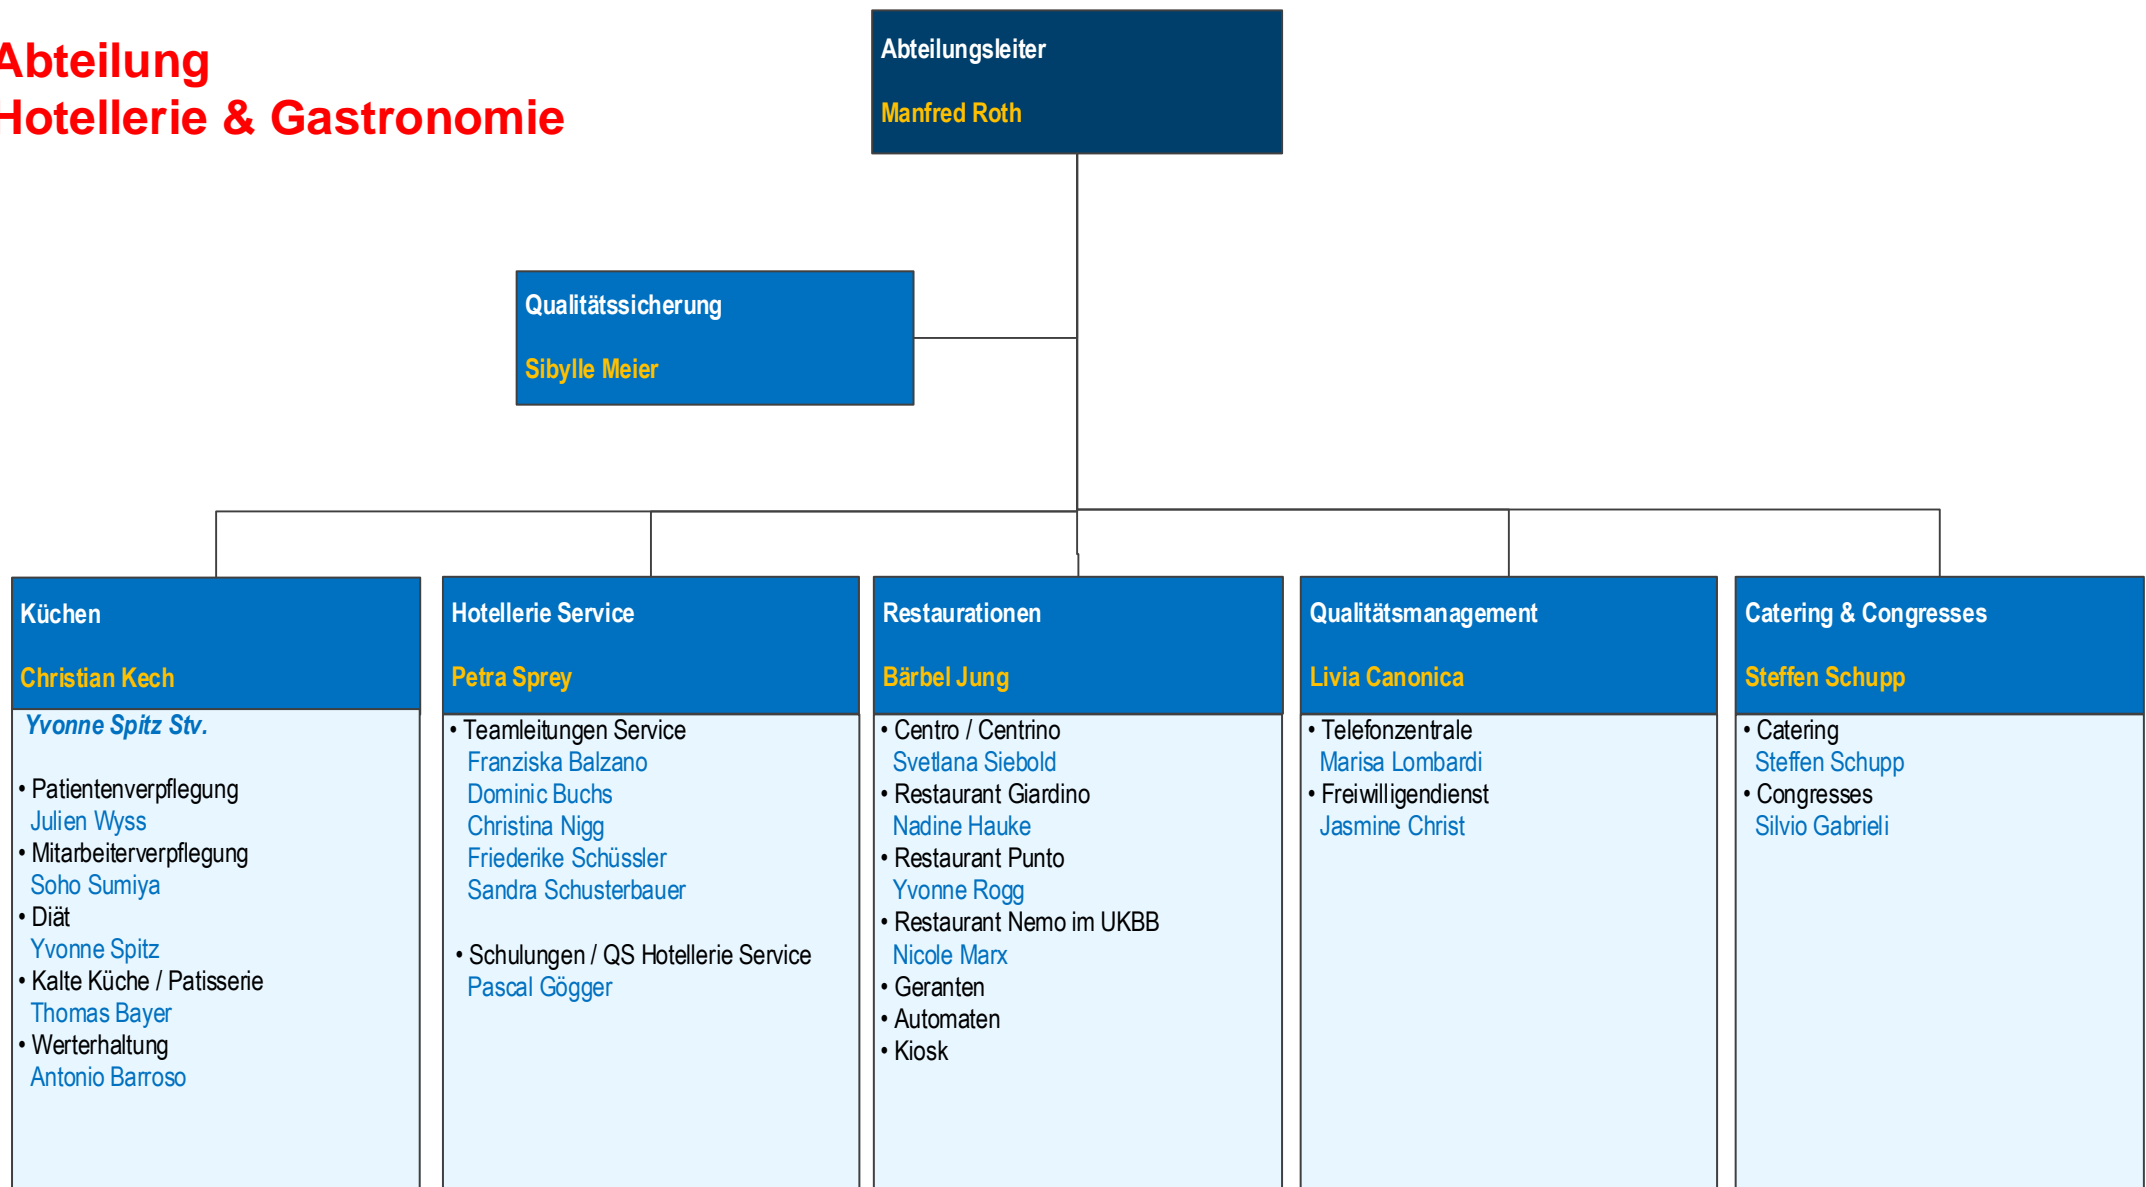 Abteilung
Hotellerie & Gastronomie
Abteilungsleiter
Manfred Roth
Qualitätssicherung
Sibylle Meier
Küchen
Christian Kech
Yvonne Spitz Stv.
• Patientenverpflegung
Julien Wyss
• Mitarbeiterverpflegung
Soho Sumiya
• Diät
Yvonne Spitz
• Kalte Küche / Patisserie
Thomas Bayer
• Werterhaltung
Antonio Barroso
Hotellerie Service
Petra Sprey
• Teamleitungen Service
Franziska Balzano
Dominic Buchs
Christina Nigg
Friederike Schüssler
Sandra Schusterbauer
• Schulungen / QS Hotellerie Service
Pascal Gögger
Restaurationen
Bärbel Jung
• Centro / Centrino
Svetlana Siebold
• Restaurant Giardino
Nadine Hauke
• Restaurant Punto
Yvonne Rogg
• Restaurant Nemo im UKBB
Nicole Marx
• Geranten
• Automaten
• Kiosk
Qualitätsmanagement
Livia Canonica
• Telefonzentrale
Marisa Lombardi
• Freiwilligendienst
Jasmine Christ
Catering & Congresses
Steffen Schupp
• Catering
Steffen Schupp
• Congresses
Silvio Gabrieli